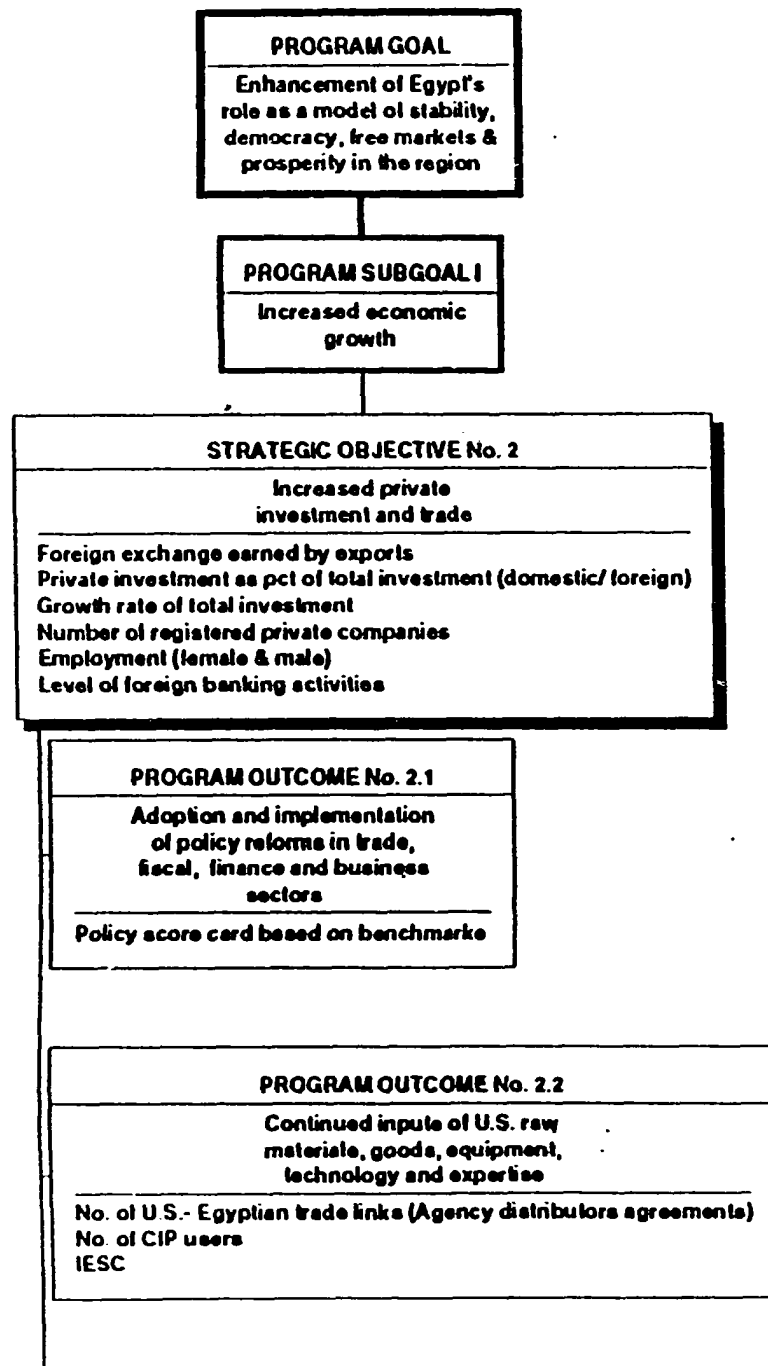 PROGRAM GOAL
Enhancement of Egypt's
role as a model of stability,
democracy, free markets &
prosperity in the region
PROGRAM SUBGOAL I
Increased economic
growth
STRATEGIC OBJECTIVE No. 2
Increased private
investment and trade
Foreign exchange earned by exports
Private investment as pct of total investment (domestic/ foreign)
Growth rate of total investment
Number of registered private companies
Employment (female & male)
Level of foreign banking activities
PROGRAM OUTCOME No. 2.1
Adoption and implementation
of policy reforms in trade,
fiscal, finance and business
sectors
Policy score card based on benchmarks
PROGRAM OUTCOME No. 2.2
Continued inputs of U.S. raw
materials, goods, equipment,
technology and expertise
No. of U.S.- Egyptian trade links (Agency distributors agreements)
No. of CIP users
IESC